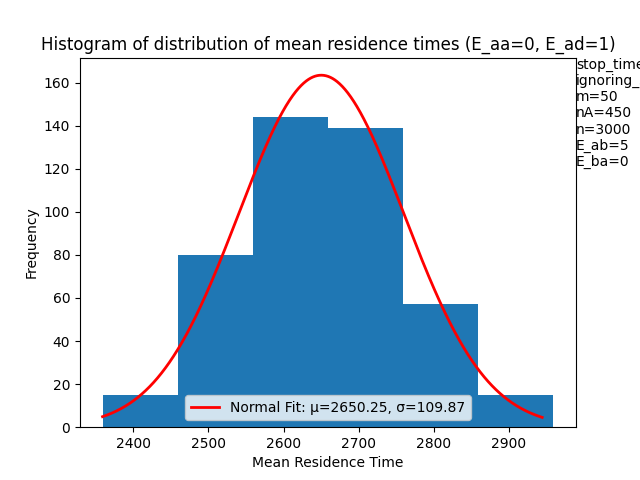 Histogram of distribution of mean residence times (E_aa=0, E_ad=1)
stop_time
ignoring_
m=50
nA=450
n=3000
E_ab=5
E_ba=0
160
140
120
100
80
60
40
20
0
Frequency
Normal Fit: μ=2650.25, σ=109.87
2400 2500 2600 2700 2800 2900
Mean Residence Time